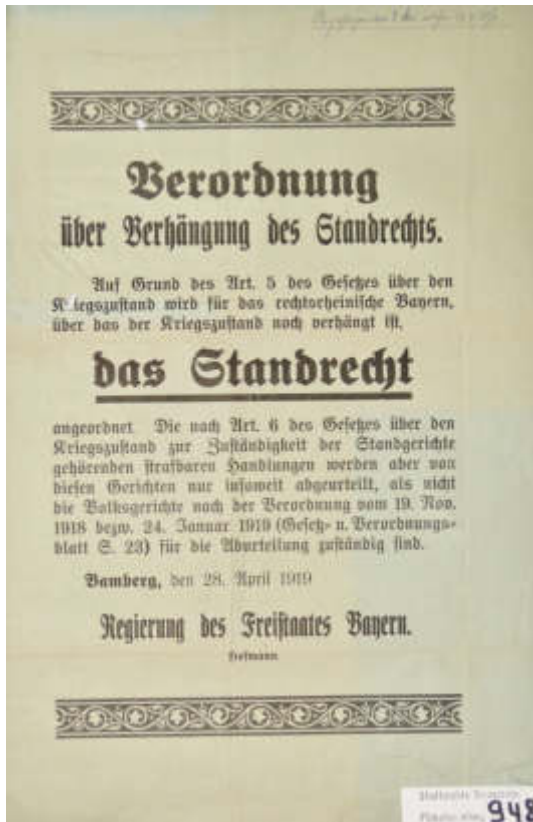 Verordnung
über Verhängung des Standrechts.
Auf Grund des Art. 5 des Gesetzes über den
Kriegszustand wird für das rechtsrheinische Bayern,
über das der Kriegszustand noch verhängt ist,
das Standrecht
angeordnet. Die nach Art. 6 des Gesetzes über den
Kriegszustand zur Zuständigkeit der Standgerichte
gehörenden strafbaren Handlungen werden aber von
diesen Gerichten nur insoweit abgeurteilt, als nicht
die Volksgerichte nach der Verordnung vom 19. Nov.
1918 bezw. 24. Januar 1919 (Gesetz- u. Verordnungs-
blatt S. 23) für die Aburteilung zuständig sind.
Bamberg, den 28. April 1919
Regierung des Freistaates Bayern.
Hofmann
948